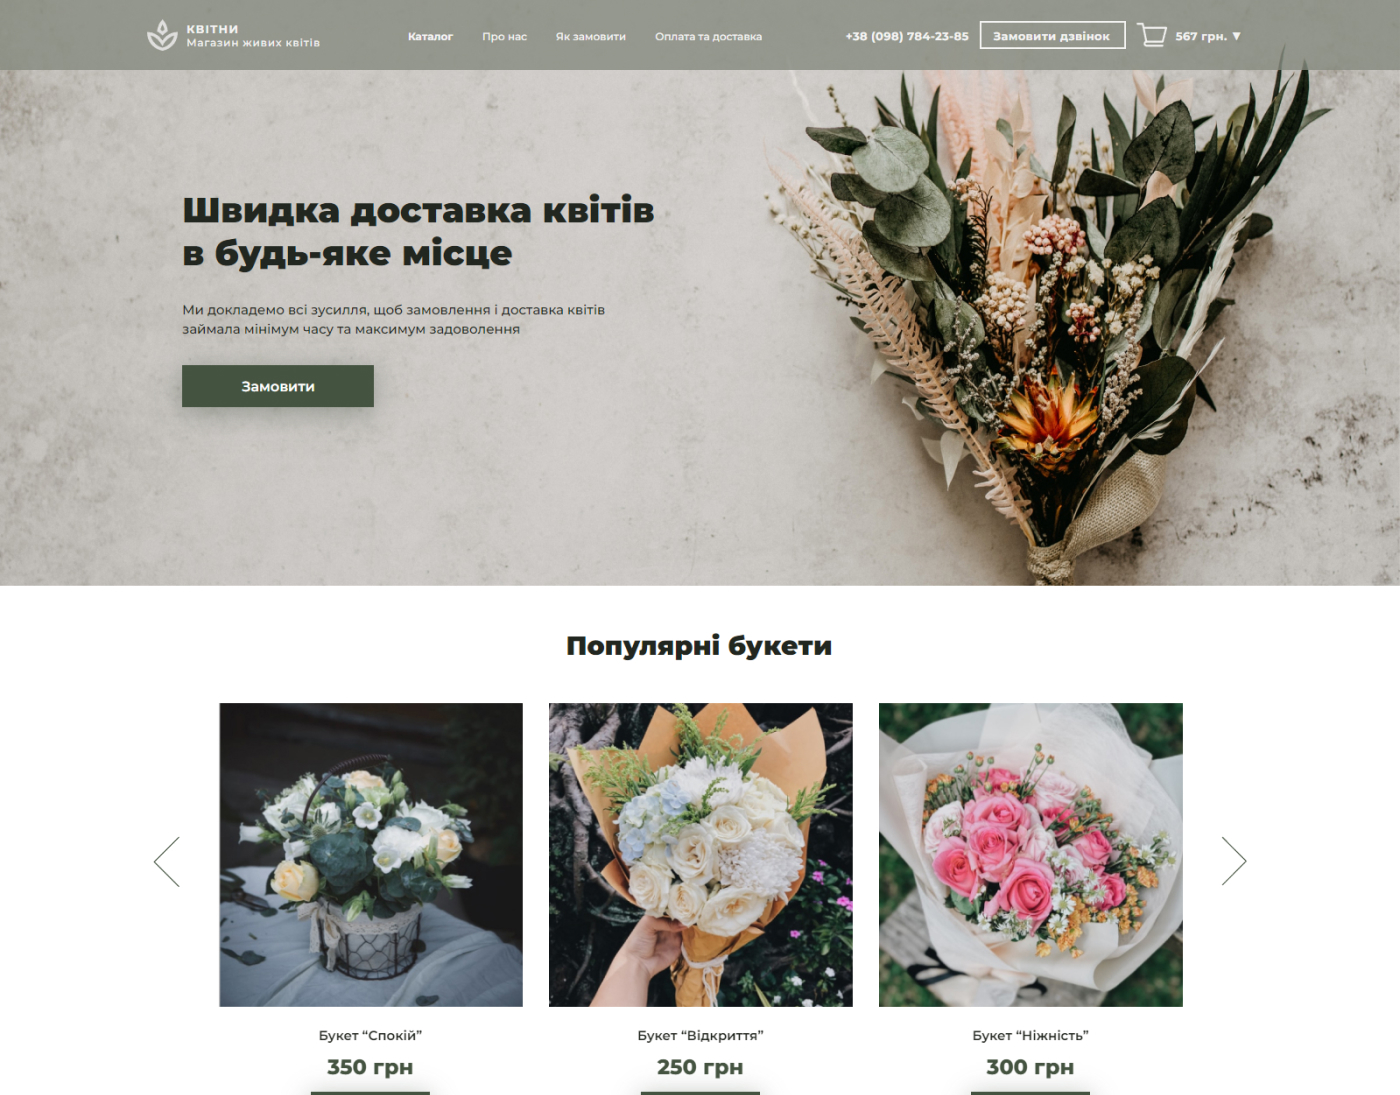 КВІТНИ
Магазин живих квітів
Каталог
Про нас
Як замовити
Оплата та доставка
+38 (098) 784-23-85
Замовити дзвінок
567 грн. ▼
Швидка доставка квітів
в будь-яке місце
Ми докладемо всі зусилля, щоб замовлення і доставка квітів
займала мінімум часу та максимум задоволення
Замовити
Популярні букети
Букет “Спокій”
350 грн
Букет “Відкриття”
250 грн
Букет “Ніжність”
300 грн